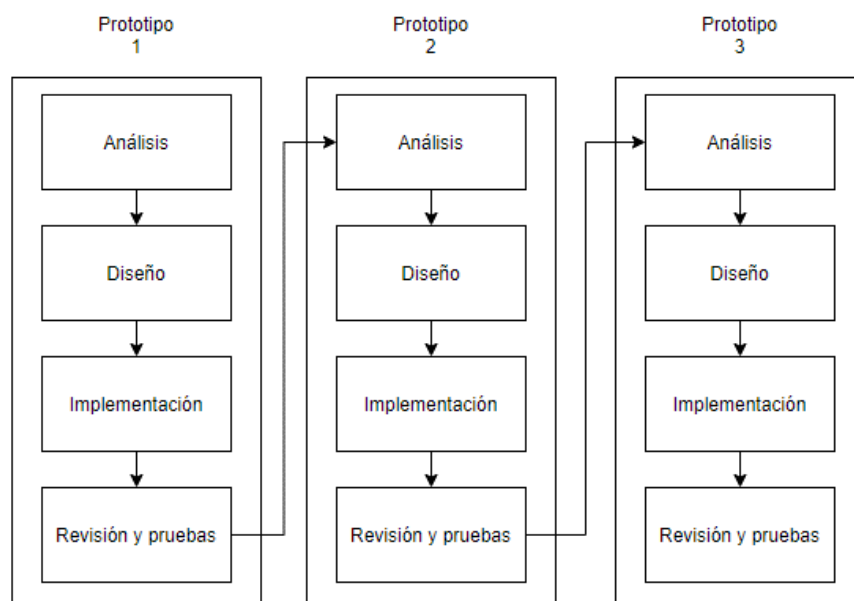 Prototipo
1
Análisis
Diseño
Implementación
Revisión y pruebas
Prototipo
2
Análisis
Diseño
Implementación
Revisión y pruebas
Prototipo
3
Análisis
Diseño
Implementación
Revisión y pruebas